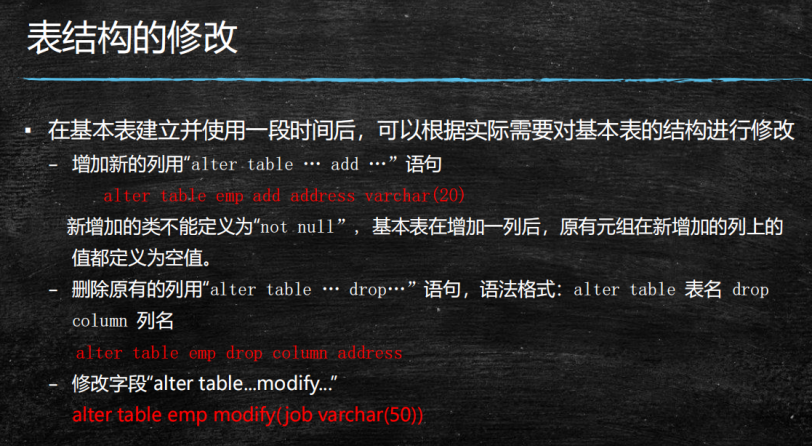 表结构的修改
▪ 在基本表建立并使用一段时间后，可以根据实际需要对基本表的结构进行修改
– 增加新的列用“alter table … add …” 语句
alter table emp add address varchar(20)
新增加的类不能定义为“not null”，基本表在增加一列后，原有元组在新增加的列上的
值都定义为空值。
– 删除原有的列用“alter table … drop…” 语句，语法格式：alter table 表名 drop
column 列名
alter table emp drop column address
– 修改字段“alter table...modify...”
alter table emp modify(job varchar(50))